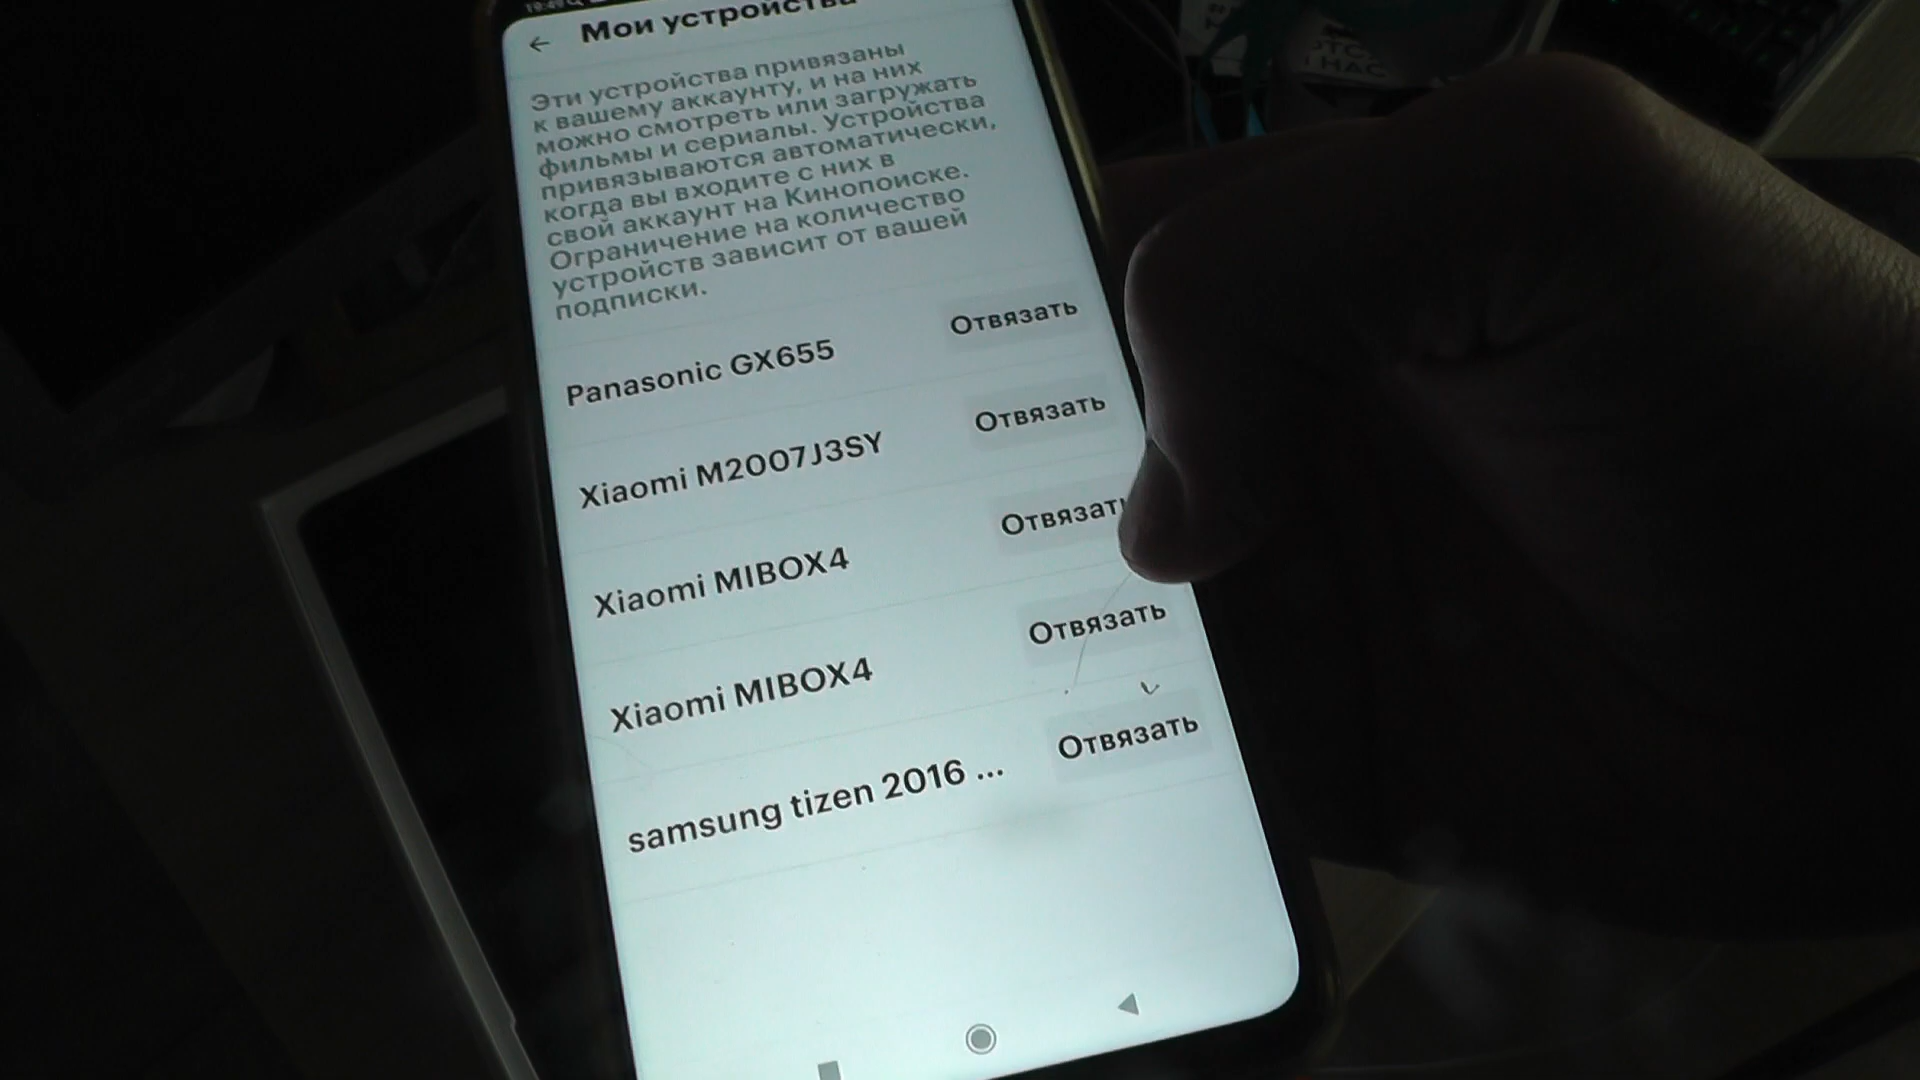 19:49
Мои устройства
Эти устройства привязаны
к вашему аккаунту, и на них
можно смотреть или загружать
фильмы и сериалы. Устройства
привязываются автоматически,
когда вы входите с них в
свой аккаунт на Кинопоиске.
Ограничение на количество
устройств зависит от вашей
подписки.
Panasonic GX655 Отвязать
Xiaomi M2007J3SY Отвязать
Xiaomi MIBOX4 Отвязать
Xiaomi MIBOX4 Отвязать
samsung tizen 2016 ... Отвязать